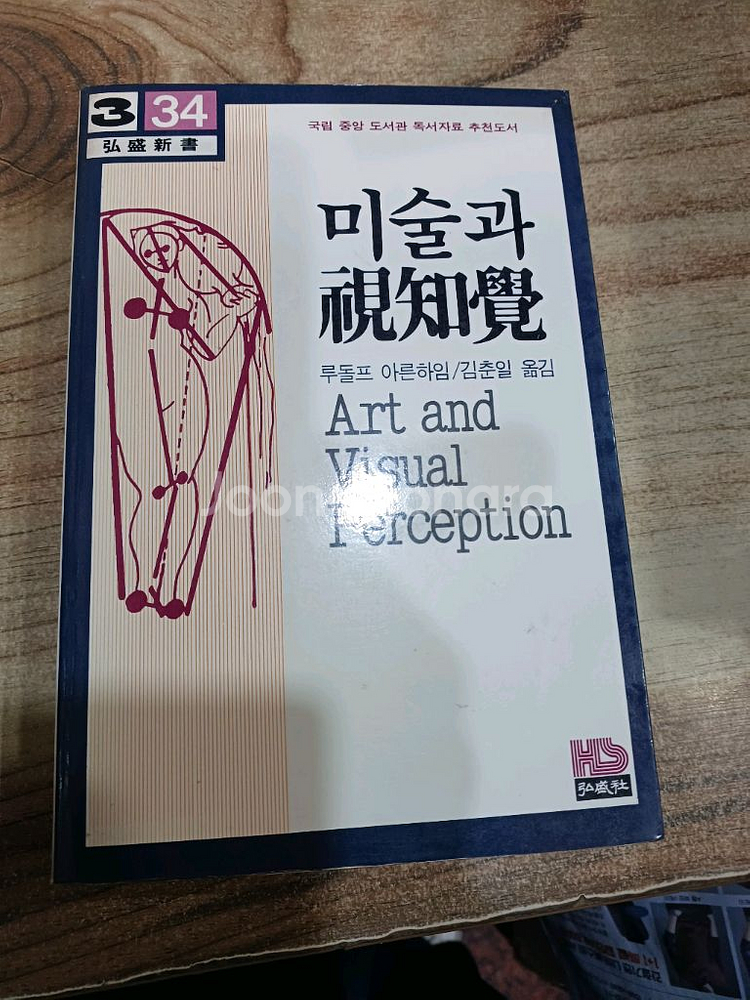 3 34
弘盛新書
국립 중앙 도서관 독서자료 추천도서
미술과
視知覺
루돌프 아른하임/김춘일 옮김
Art and
Visual
Perception
Joonggonara
HS
弘盛社